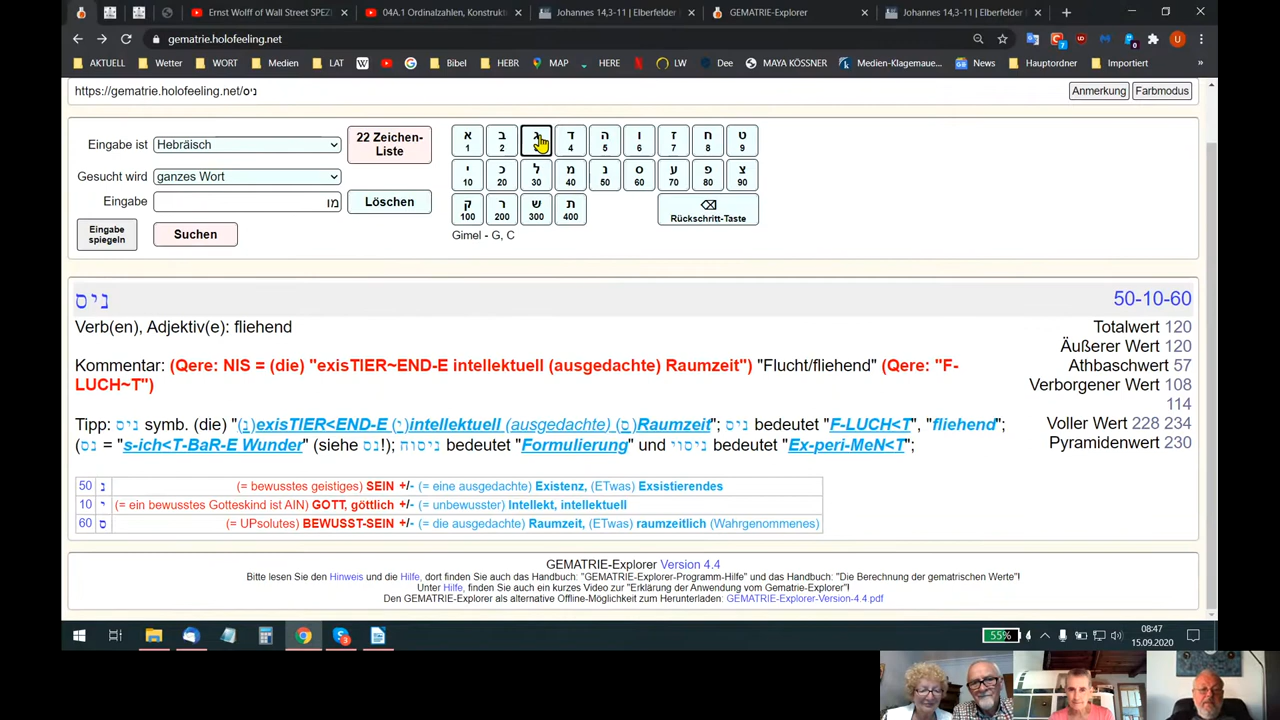 Ernst Wolff of Wall Street SPEZ
04A.1 Ordinalzahlen, Konstrukt
Johannes 14,3-11 | Elberfelder
GEMATRIE-Explorer
Johannes 14,3-11 | Elberfelder
gematrie.holofeeling.net
AKTUELL Wetter WORT Medien LAT Bibel HEBR MAP HERE LW Dee MAYA KÖSSNER Medien-Klagemaue... News Hauptordner Importiert
https://gematrie.holofeeling.net/ניס
Anmerkung Farbmodus
Eingabe ist Hebräisch
22 Zeichen-Liste
Gesucht wird ganzes Wort
Eingabe מו
Löschen
Eingabe spiegeln
Suchen
א ב ג ד ה ו ז ח ט
1 2 4 5 6 7 8 9
י כ ל מ נ ס ע פ צ
10 20 30 40 50 60 70 80 90
ק ר ש ת
100 200 300 400
Rückschritt-Taste
Gimel - G, C
ניס 50-10-60
Verb(en), Adjektiv(e): fliehend
Totalwert 120
Äußerer Wert 120
Athbaschwert 57
Verborgener Wert 108
114
Voller Wert 228 234
Pyramidenwert 230
Kommentar: (Qere: NIS = (die) "exisTIER~END-E intellektuell (ausgedachte) Raumzeit") "Flucht/fliehend" (Qere: "F-
LUCH~T")
Tipp: ניס symb. (die) "(נ)existTIER<END-E (י)intellektuell (ausgedachte) (ס)Raumzeit"; ניס bedeutet "F-LUCH<T", "fliehend";
(נס = "s-ich<T-BaR-E Wunder" (siehe נס!); ניסוח bedeutet "Formulierung" und ניסוי bedeutet "Ex-peri-MeN<T";
50 נ (= bewusstes geistiges) SEIN +/- (= eine ausgedachte) Existenz, (ETwas) Exsistierendes
10 י (= ein bewusstes Gotteskind ist AIN) GOTT, göttlich +/- (= unbewusster) Intellekt, intellektuell
60 ס (= UPsolutes) BEWUSST-SEIN +/- (= die ausgedachte) Raumzeit, (ETwas) raumzeitlich (Wahrgenommenes)
GEMATRIE-Explorer Version 4.4
Bitte lesen Sie den Hinweis und die Hilfe, dort finden Sie auch das Handbuch: "GEMATRIE-Explorer-Programm-Hilfe" und das Handbuch: "Die Berechnung der gematrischen Werte"!
Unter Hilfe, finden Sie auch ein kurzes Video zur "Erklärung der Anwendung vom Gematrie-Explorer"!
Den GEMATRIE-Explorer als alternative Offline-Möglichkeit zum Herunterladen: GEMATRIE-Explorer-Version-4.4.pdf
55%
08:47
15.09.2020